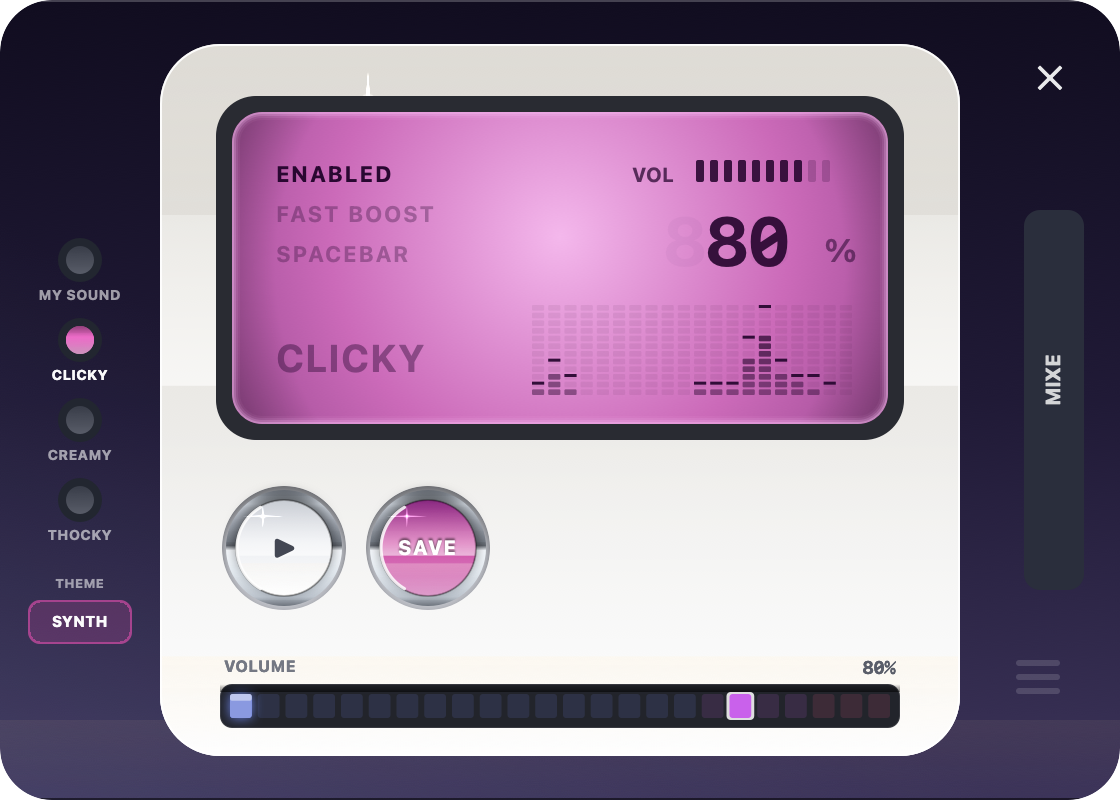 ENABLED
FAST BOOST
SPACEBAR
VOL
80 %
CLICKY
MY SOUND
CLICKY
CREAMY
THOCKY
THEME
SYNTH
MIXE
SAVE
VOLUME
80%